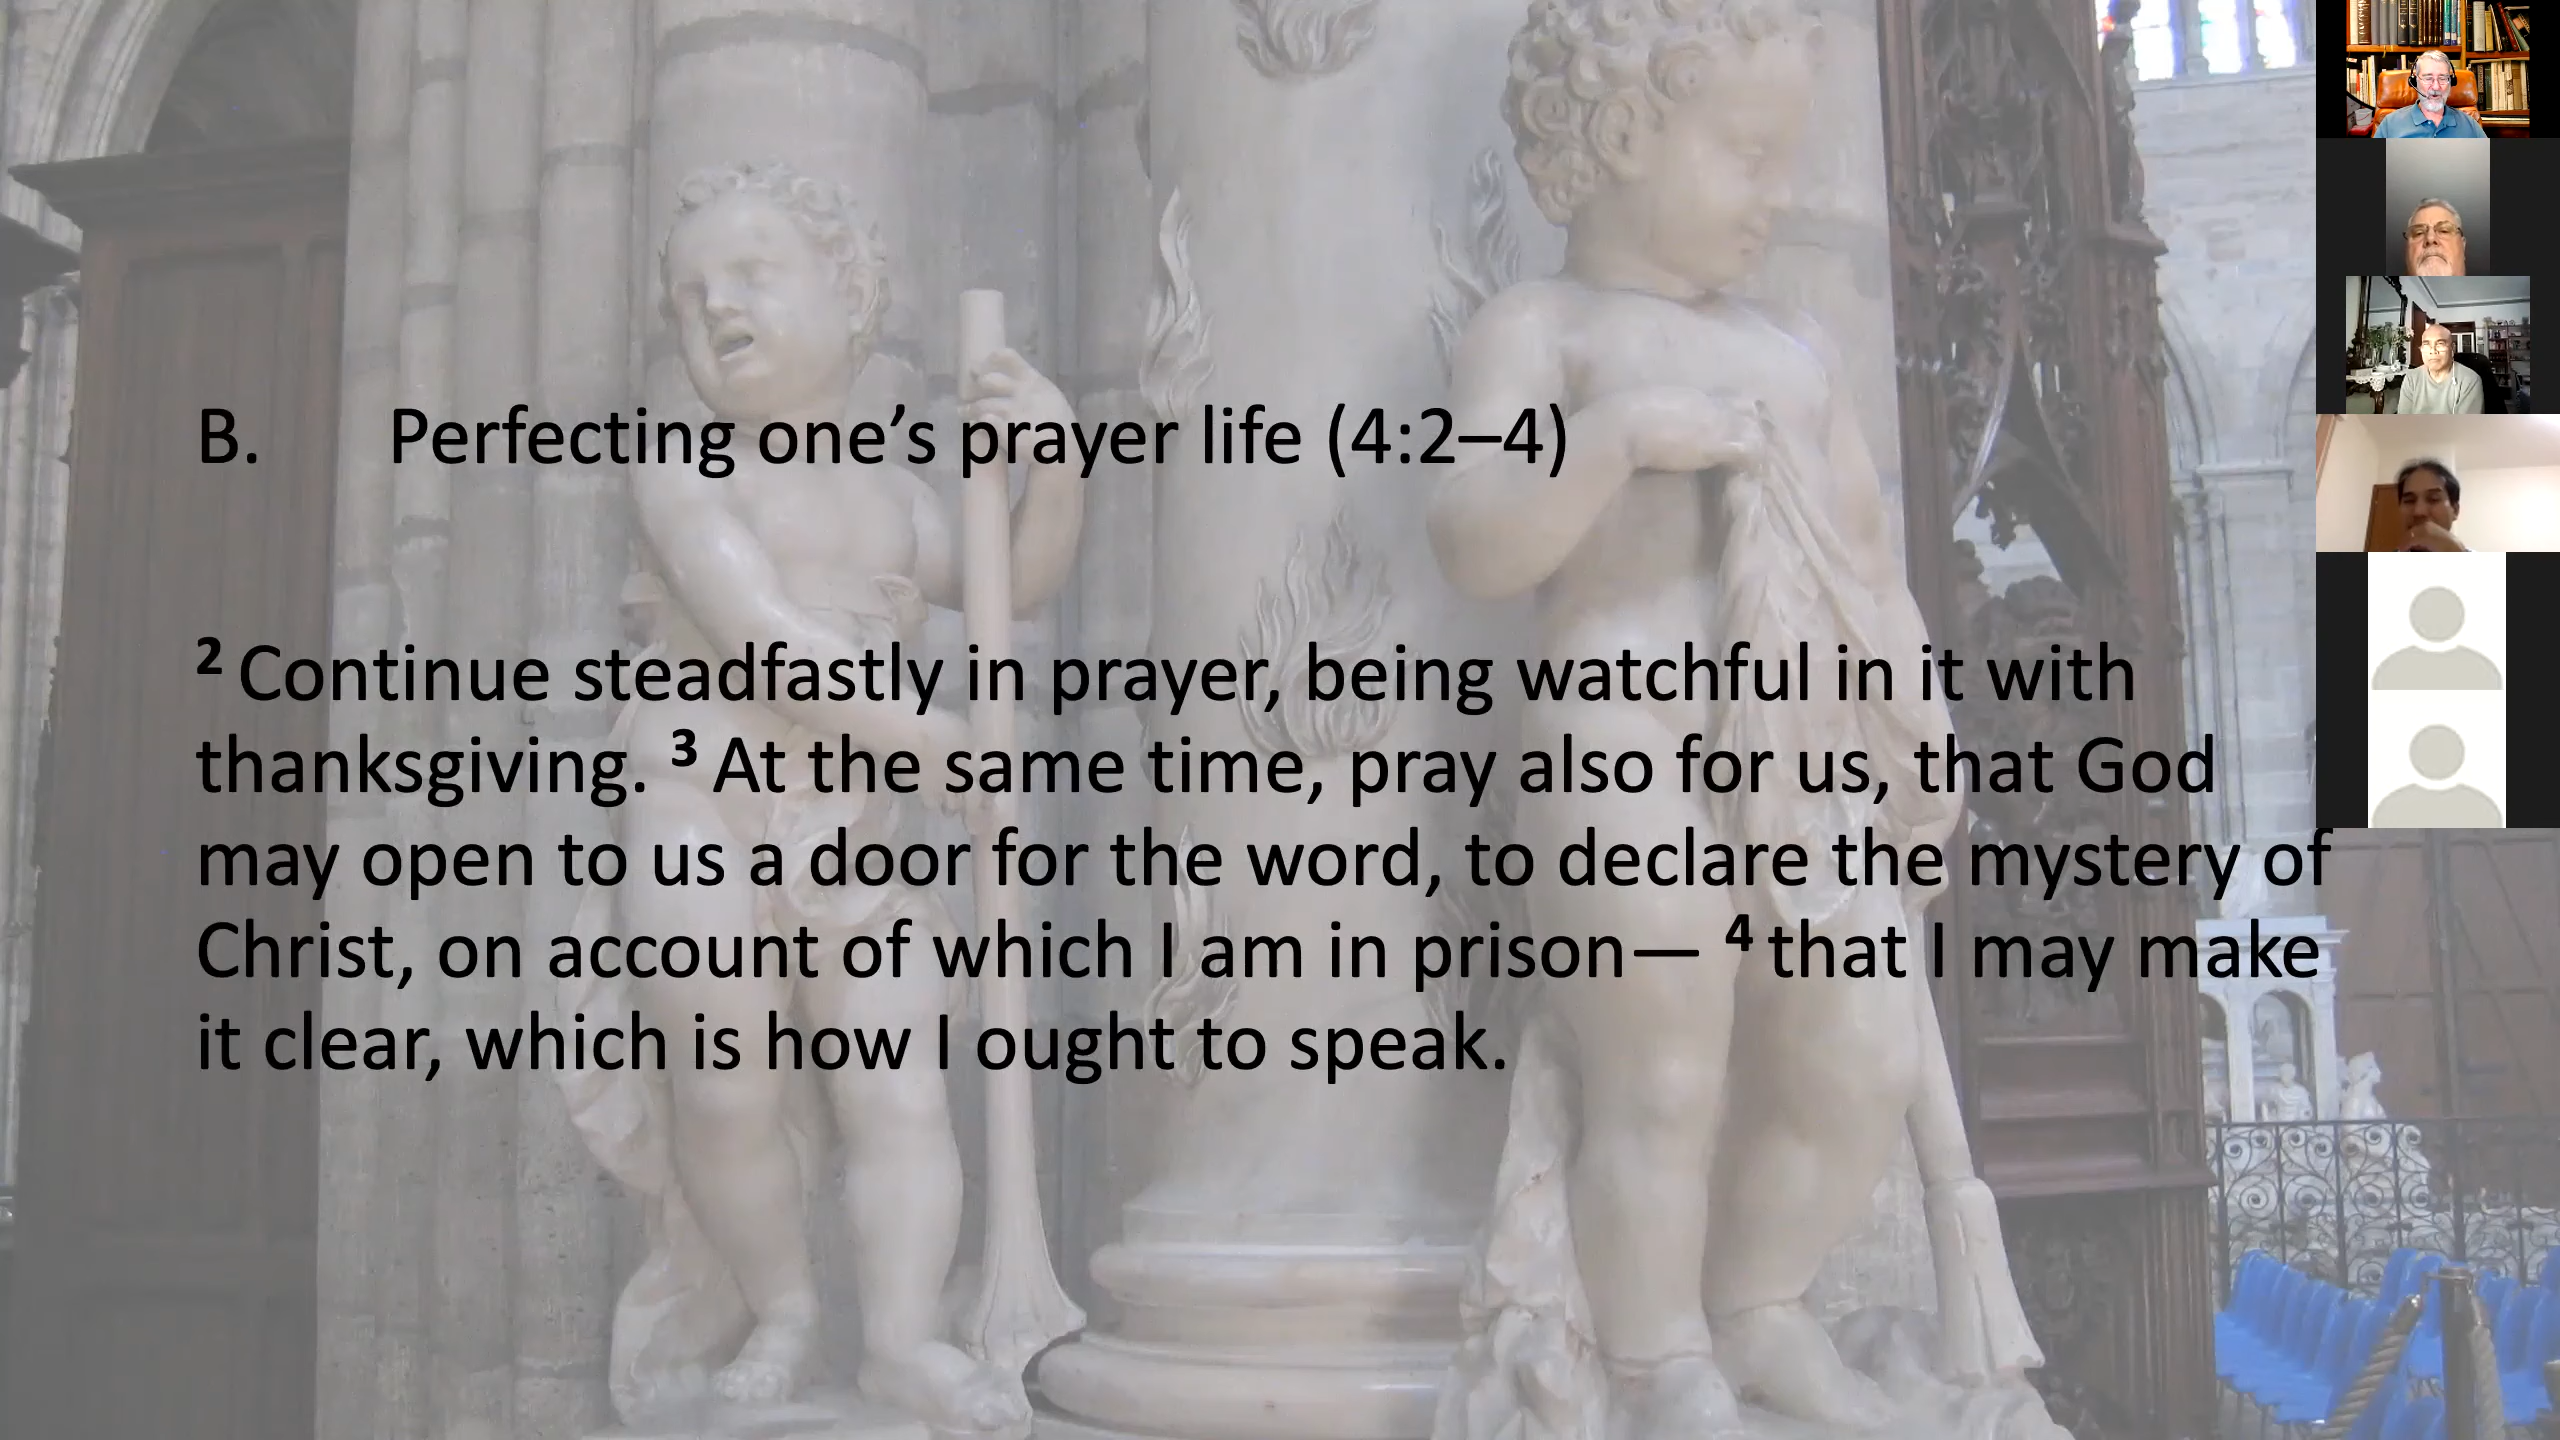 B. Perfecting one’s prayer life (4:2–4)
2 Continue steadfastly in prayer, being watchful in it with
thanksgiving. 3 At the same time, pray also for us, that God
may open to us a door for the word, to declare the mystery of
Christ, on account of which I am in prison— 4 that I may make
it clear, which is how I ought to speak.